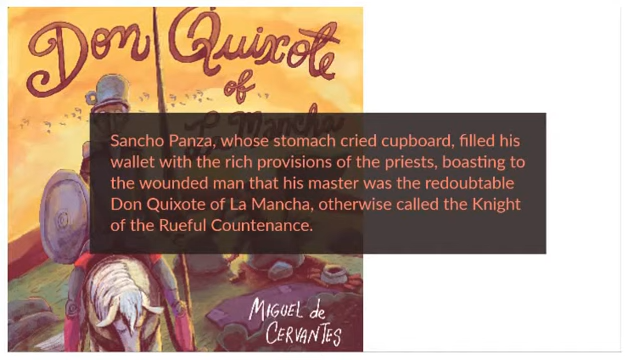 Don Quixote
of
La Mancha
Sancho Panza, whose stomach cried cupboard, filled his
wallet with the rich provisions of the priests, boasting to
the wounded man that his master was the redoubtable
Don Quixote of La Mancha, otherwise called the Knight
of the Rueful Countenance.
MIGUEL de
CERVANTES